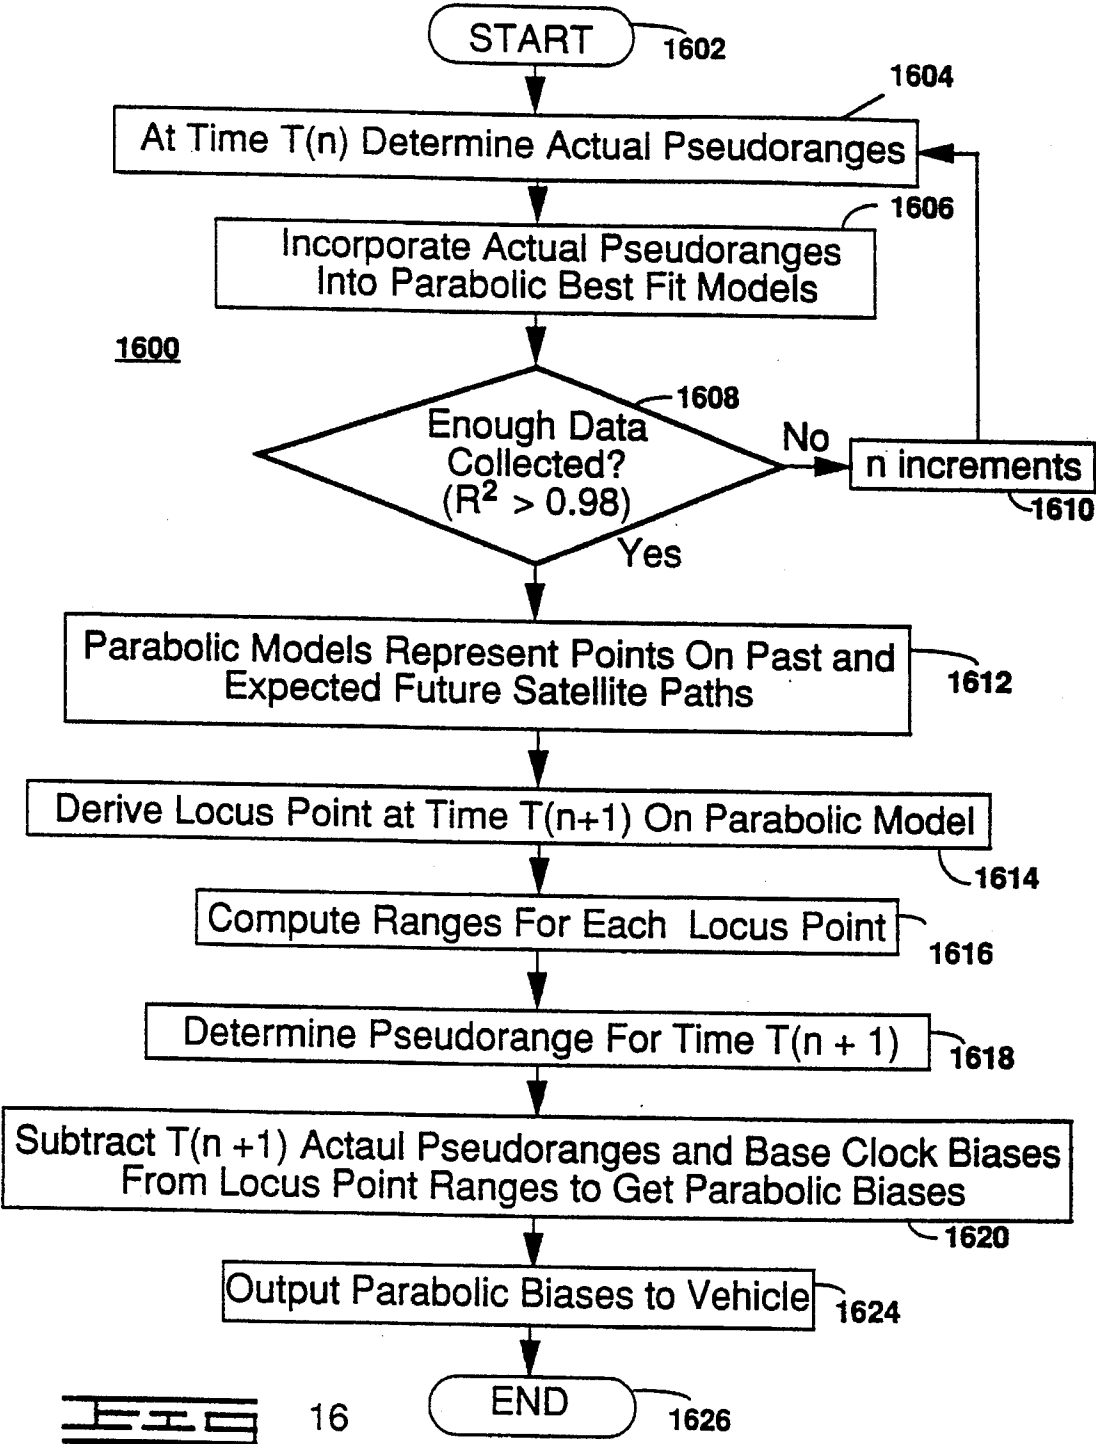 START
1602
1604
At Time T(n) Determine Actual Pseudoranges
1606
Incorporate Actual Pseudoranges
Into Parabolic Best Fit Models
1600
1608
Enough Data
Collected?
(R² > 0.98)
No
n increments
1610
Yes
Parabolic Models Represent Points On Past and
Expected Future Satellite Paths
1612
Derive Locus Point at Time T(n+1) On Parabolic Model
1614
Compute Ranges For Each Locus Point
1616
Determine Pseudorange For Time T(n + 1)
1618
Subtract T(n +1) Actaul Pseudoranges and Base Clock Biases
From Locus Point Ranges to Get Parabolic Biases
1620
Output Parabolic Biases to Vehicle
1624
END
1626
FIG 16